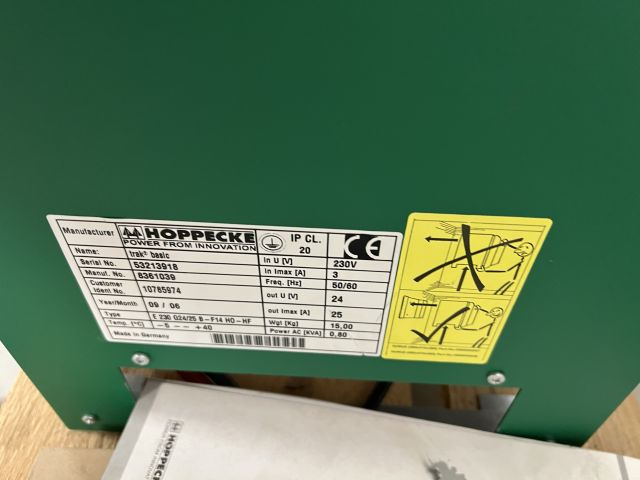 Manufacturer HOPPECKE IP CL. 20 CE
POWER FROM INNOVATION
Name: trak® basic In U [V] 230V
Serial No. 53213918 In Imax [A] 3
Manuf. No. 8361039 Freq. [Hz] 50/60
Customer Ident No. 10785974 out U [V] 24
Year/Month 09 / 06 out Imax [A] 25
Type E 230 G24/25 B-F14 HO-HF Wgt [Kg] 15,00
Temp. [°C] -5 -- +40 Power AC [KVA] 0,80
Made in Germany
HOPPECKE
POWER FROM INNOVATION